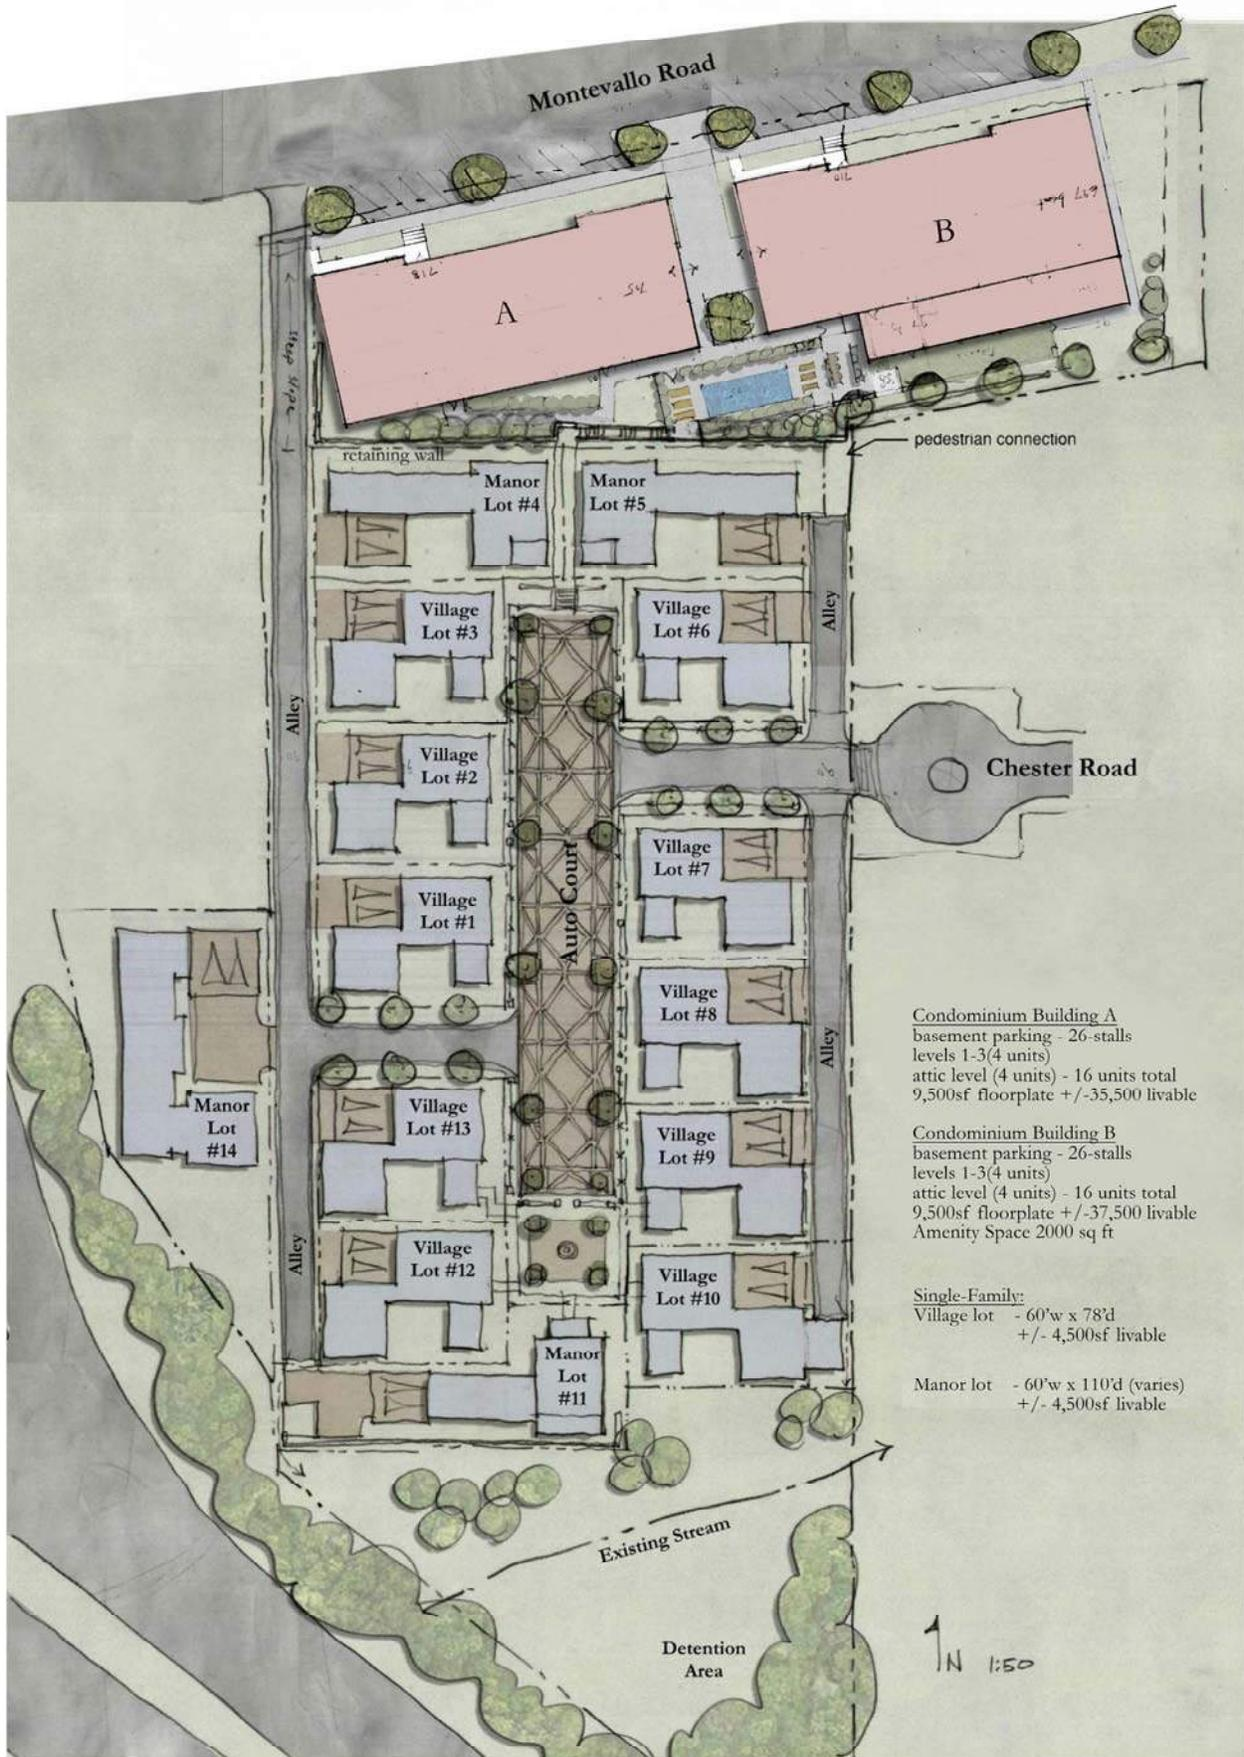 Montevallo Road
A
B
718
705
710
697
Steep slope
pedestrian connection
retaining wall
Manor
Lot #4
Manor
Lot #5
Village
Lot #3
Village
Lot #6
Alley
Alley
Village
Lot #2
Chester Road
Village
Lot #7
Auto Court
Village
Lot #1
Village
Lot #8
Alley
Manor
Lot
#14
Village
Lot #13
Village
Lot #9
Village
Lot #12
Village
Lot #10
Alley
Manor
Lot
#11
Condominium Building A
basement parking - 26-stalls
levels 1-3(4 units)
attic level (4 units) - 16 units total
9,500sf floorplate +/-35,500 livable
Condominium Building B
basement parking - 26-stalls
levels 1-3(4 units)
attic level (4 units) - 16 units total
9,500sf floorplate +/-37,500 livable
Amenity Space 2000 sq ft
Single-Family:
Village lot - 60'w x 78'd
+/- 4,500sf livable
Manor lot - 60'w x 110'd (varies)
+/- 4,500sf livable
Existing Stream
Detention
Area
N 1:50